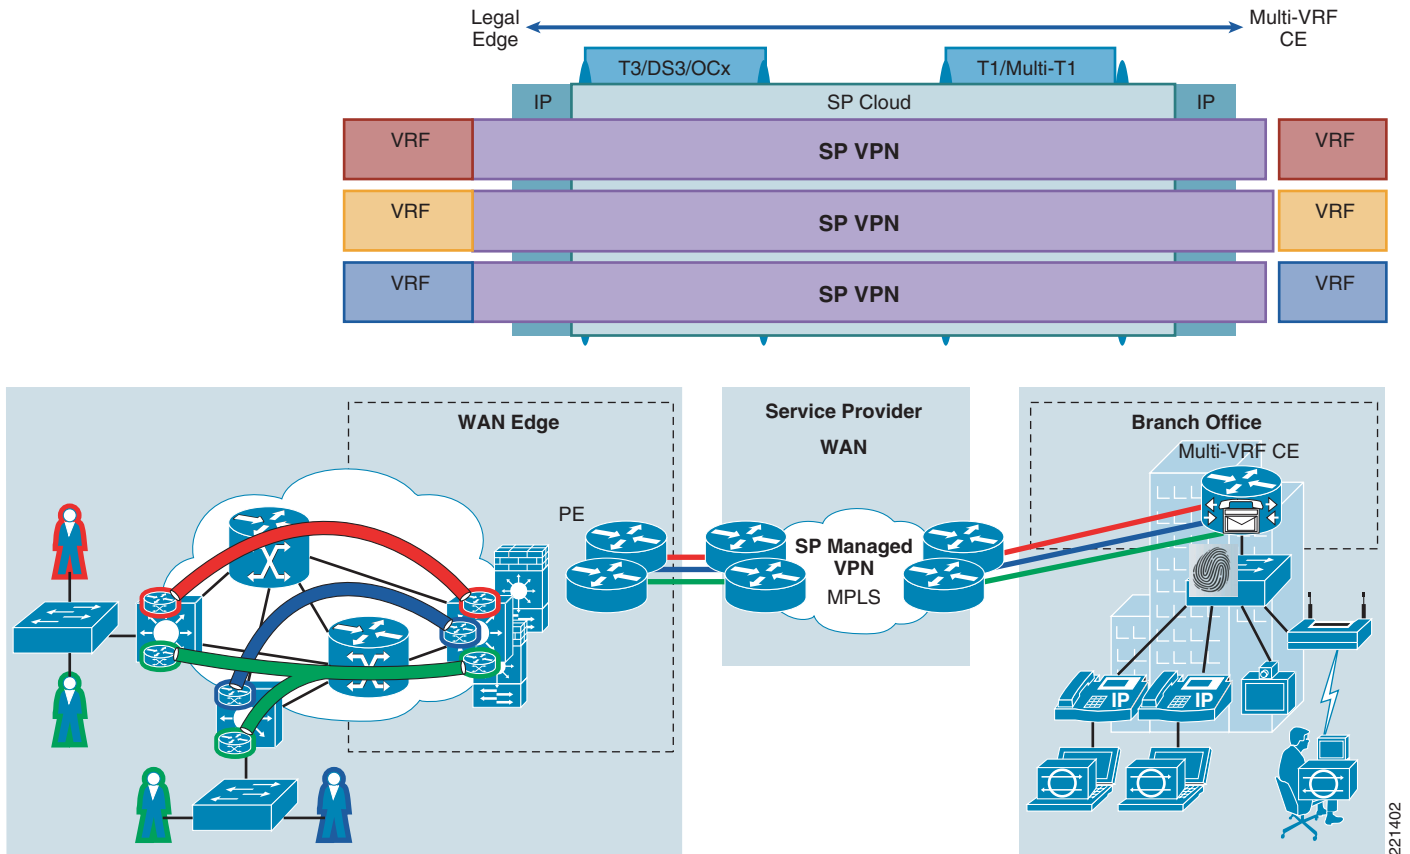 Legal
Edge
Multi-VRF
CE
T3/DS3/OCx
T1/Multi-T1
IP
SP Cloud
IP
VRF
SP VPN
VRF
VRF
SP VPN
VRF
VRF
SP VPN
VRF
WAN Edge
Service Provider
WAN
Branch Office
Multi-VRF CE
PE
SP Managed
VPN
MPLS
IP
IP
221402